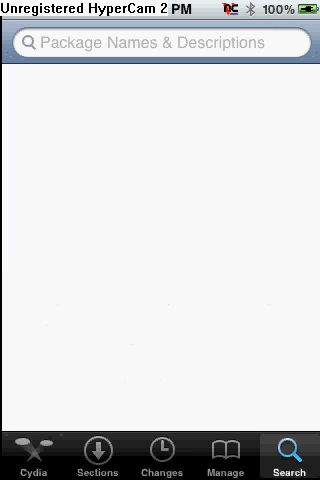 Unregistered HyperCam 2 PM 100%
Package Names & Descriptions
Cydia Sections Changes Manage Search